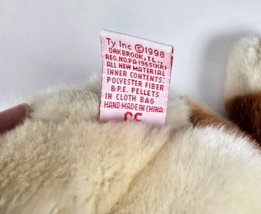 Ty Inc ©1998
OAKBROOK, IL.,
REG.NO.PA-1965(KR)
ALL NEW MATERIAL
INNER CONTENTS:
POLYESTER FIBER
& P.E. PELLETS
IN CLOTH BAG
HAND MADE IN CHINA
CE